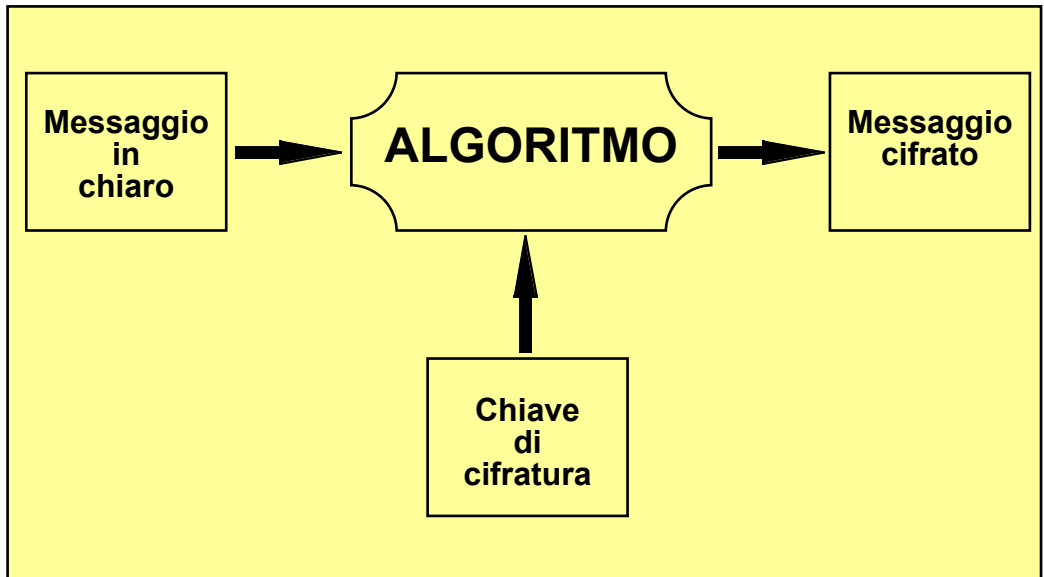 Messaggio
in
chiaro
ALGORITMO
Messaggio
cifrato
Chiave
di
cifratura